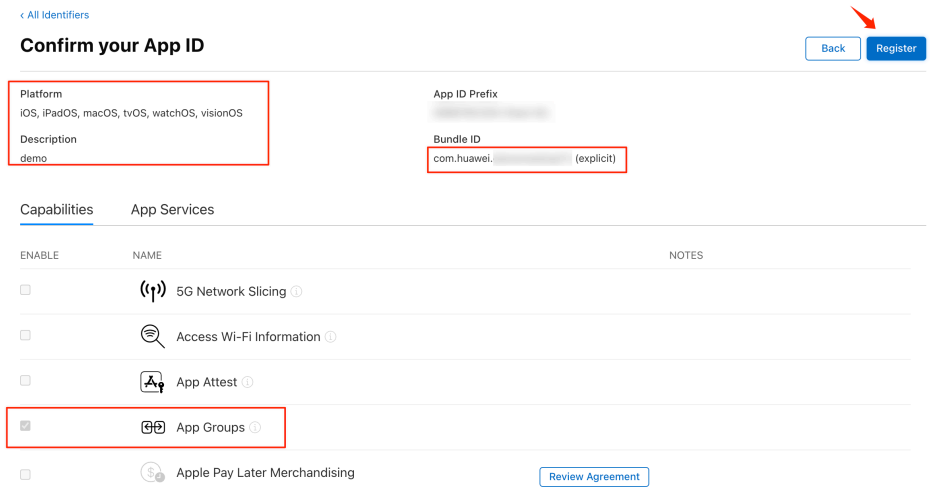 ‹ All Identifiers
Confirm your App ID
Back
Register
Platform
iOS, iPadOS, macOS, tvOS, watchOS, visionOS
App ID Prefix
Description
demo
Bundle ID
com.huawei. (explicit)
Capabilities
App Services
ENABLE NAME NOTES
5G Network Slicing
Access Wi-Fi Information
App Attest
App Groups
Apple Pay Later Merchandising
Review Agreement